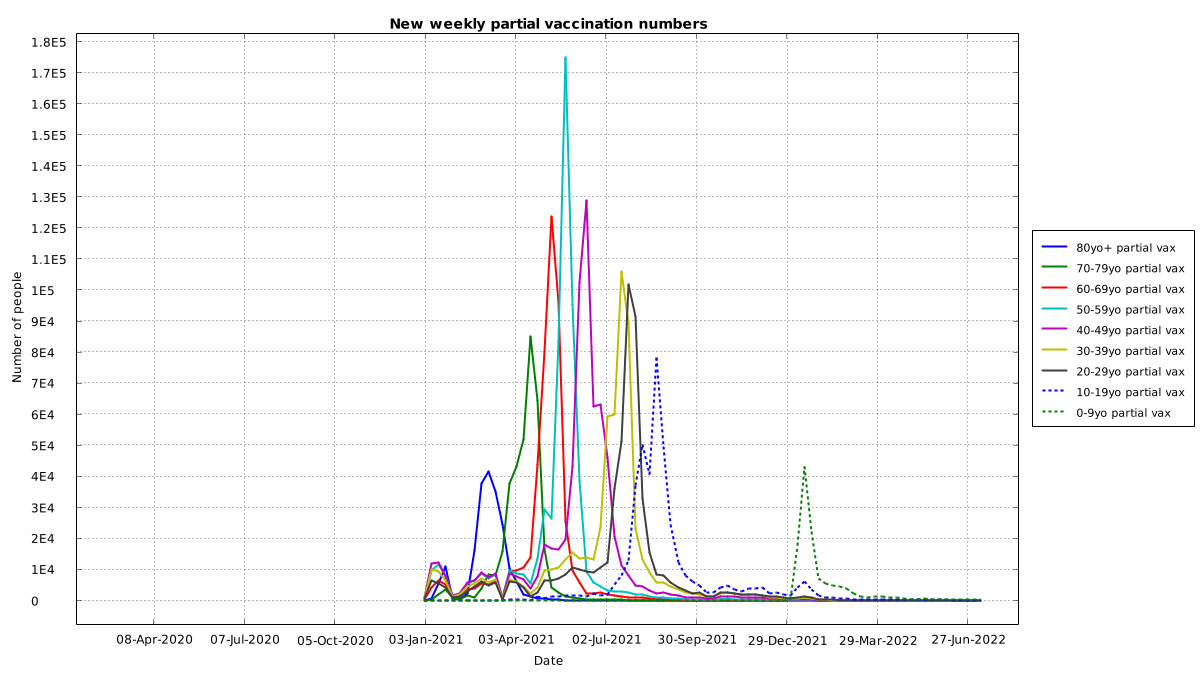 New weekly partial vaccination numbers
1.8E5
1.7E5
1.6E5
1.5E5
1.4E5
1.3E5
1.2E5
1.1E5
1E5
9E4
8E4
7E4
6E4
5E4
4E4
3E4
2E4
1E4
0
Number of people
08-Apr-2020 07-Jul-2020 05-Oct-2020 03-Jan-2021 03-Apr-2021 02-Jul-2021 30-Sep-2021 29-Dec-2021 29-Mar-2022 27-Jun-2022
Date
80yo+ partial vax
70-79yo partial vax
60-69yo partial vax
50-59yo partial vax
40-49yo partial vax
30-39yo partial vax
20-29yo partial vax
10-19yo partial vax
0-9yo partial vax